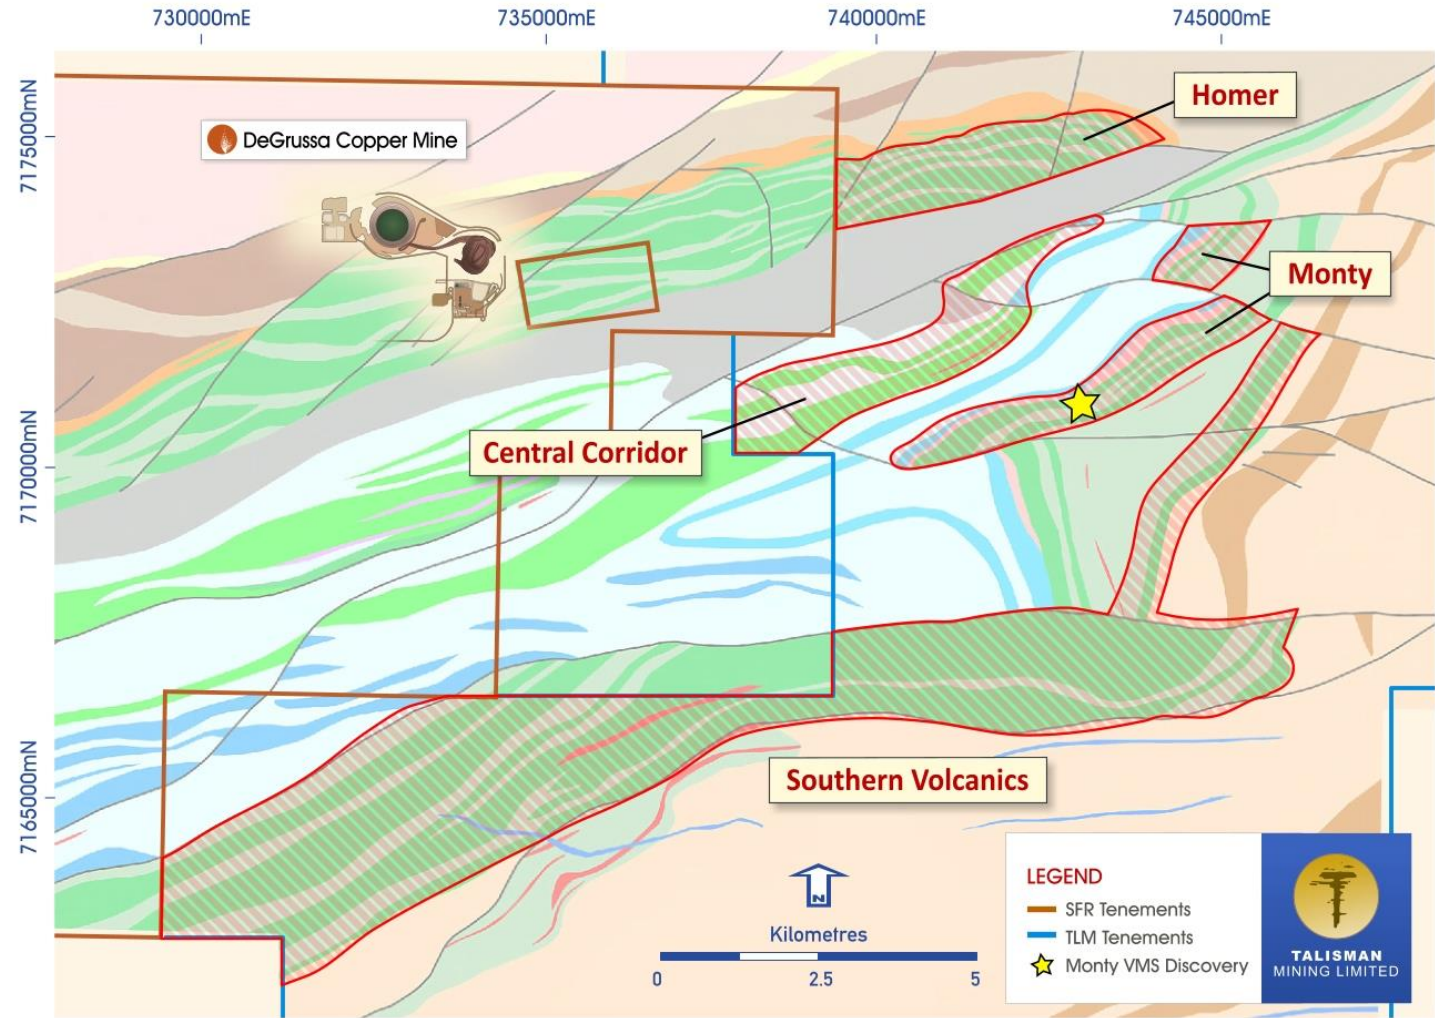 730000mE
735000mE
740000mE
745000mE
7175000mN
7170000mN
7165000mN
Homer
DeGrussa Copper Mine
Monty
Central Corridor
Southern Volcanics
N
Kilometres
0
2.5
5
LEGEND
SFR Tenements
TLM Tenements
Monty VMS Discovery
TALISMAN
MINING LIMITED